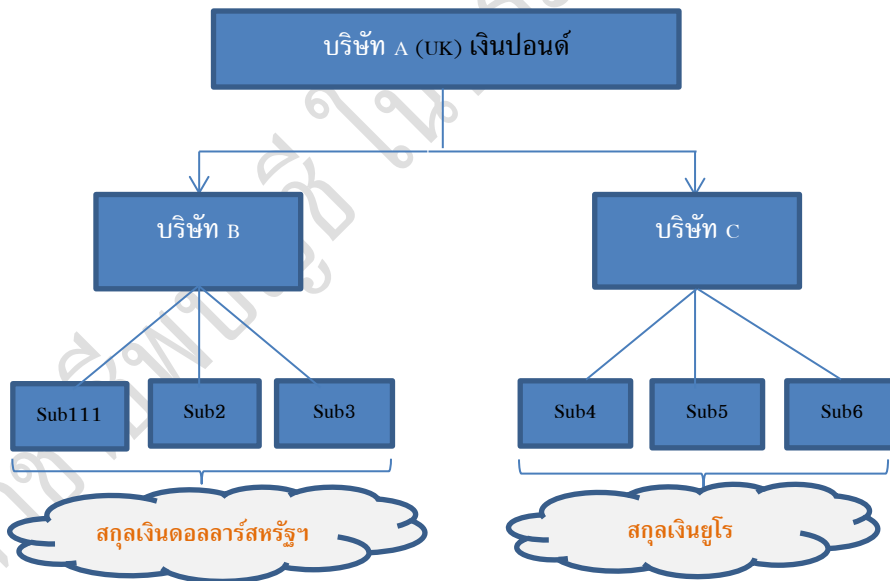 บริษัท A (UK) เงินปอนด์
บริษัท B
บริษัท C
Sub111
Sub2
Sub3
Sub4
Sub5
Sub6
สกุลเงินดอลลาร์สหรัฐฯ
สกุลเงินยูโร